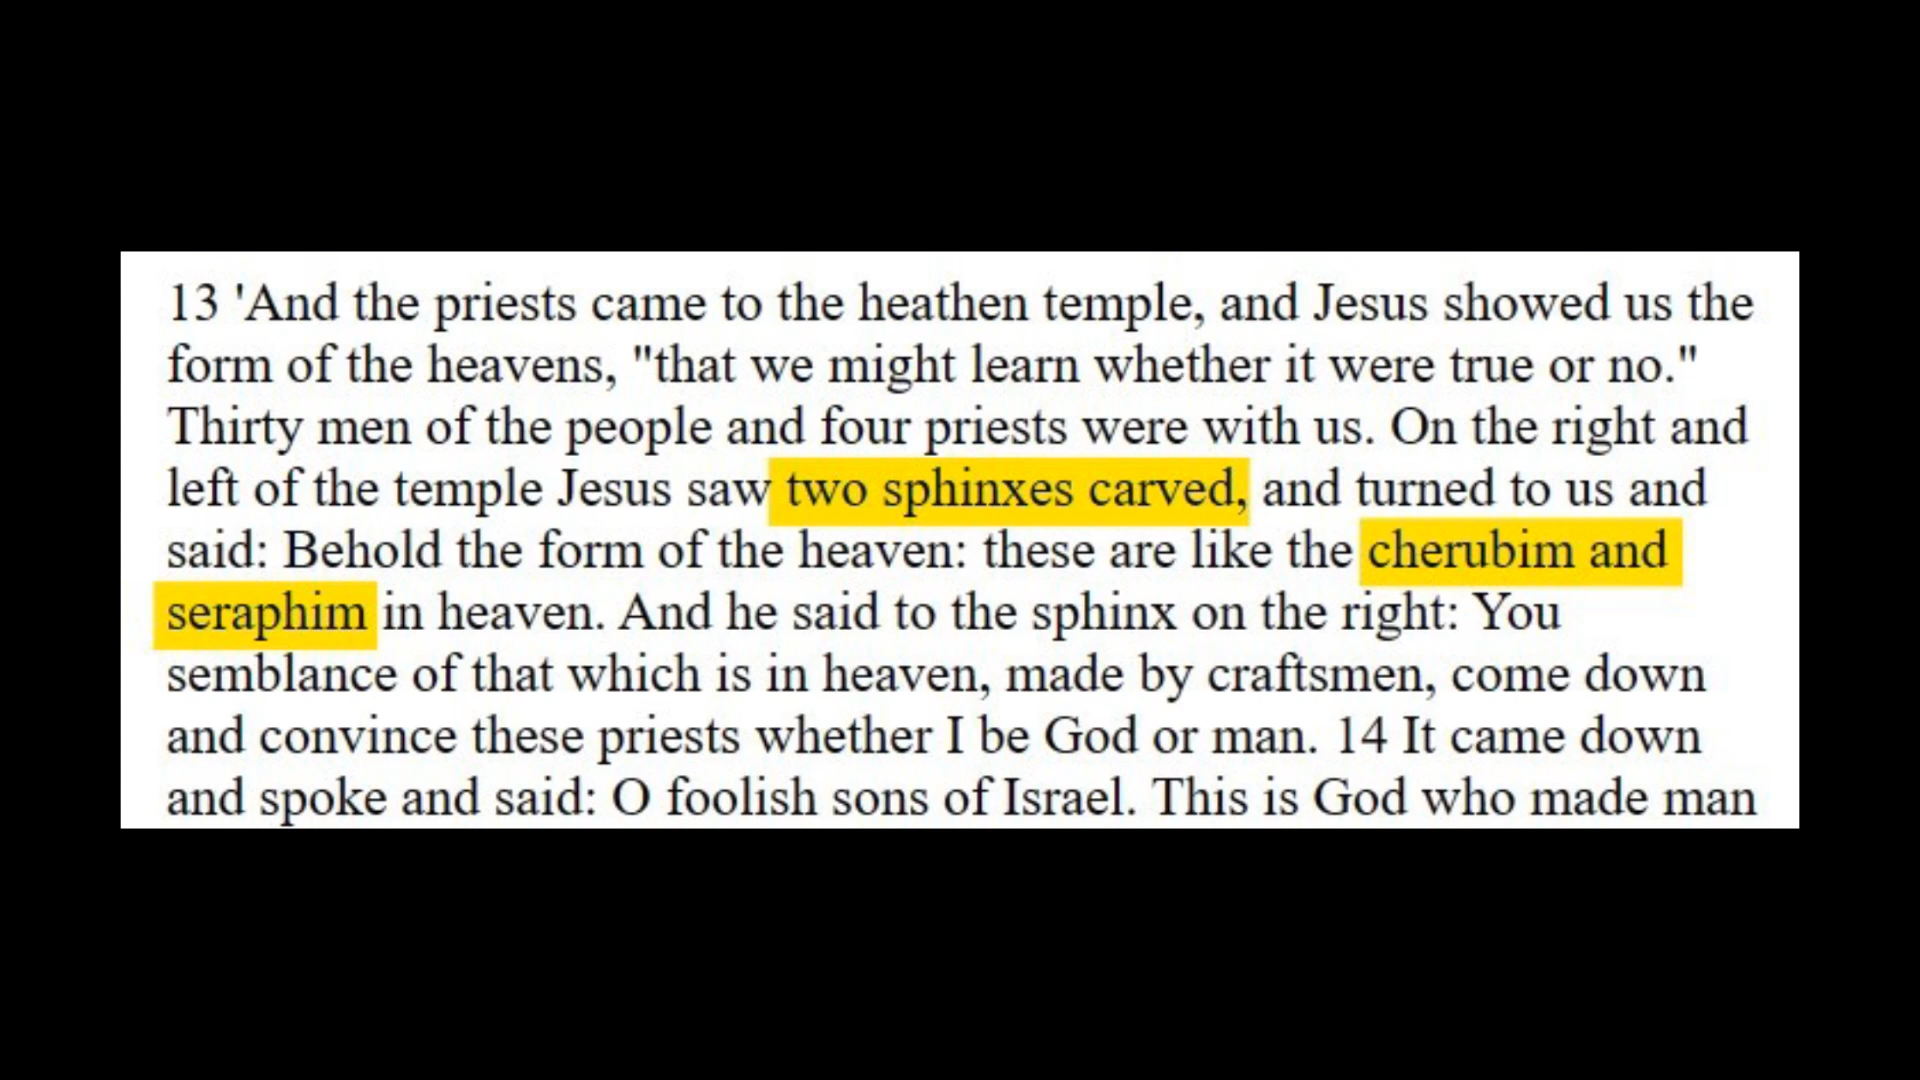 13 'And the priests came to the heathen temple, and Jesus showed us the
form of the heavens, "that we might learn whether it were true or no."
Thirty men of the people and four priests were with us. On the right and
left of the temple Jesus saw two sphinxes carved, and turned to us and
said: Behold the form of the heaven: these are like the cherubim and
seraphim in heaven. And he said to the sphinx on the right: You
semblance of that which is in heaven, made by craftsmen, come down
and convince these priests whether I be God or man. 14 It came down
and spoke and said: O foolish sons of Israel. This is God who made man